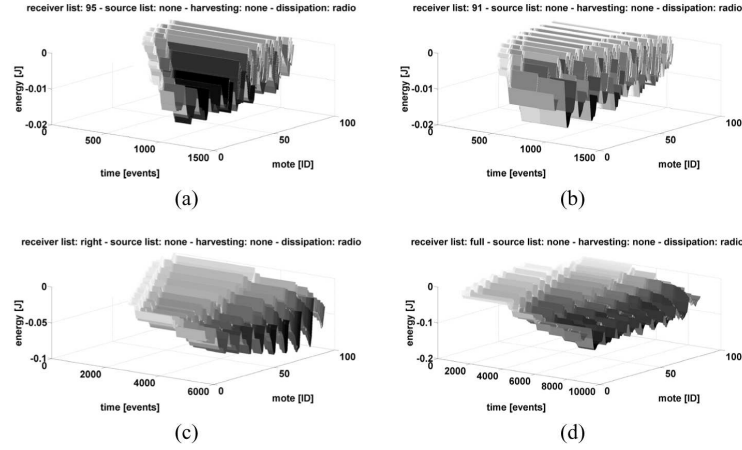 receiver list: 95 - source list: none - harvesting: none - dissipation: radio
0
-0.01
-0.02
energy [J]
0
500
1000
1500
time [events]
0
50
100
mote [ID]
(a)
receiver list: 91 - source list: none - harvesting: none - dissipation: radio
0
-0.01
-0.02
energy [J]
0
500
1000
1500
time [events]
0
50
100
mote [ID]
(b)
receiver list: right - source list: none - harvesting: none - dissipation: radio
0
-0.05
-0.1
energy [J]
0
2000
4000
6000
time [events]
0
50
100
mote [ID]
(c)
receiver list: full - source list: none - harvesting: none - dissipation: radio
0
-0.1
-0.2
energy [J]
0
2000
4000
6000
8000
10000
time [events]
0
50
100
mote [ID]
(d)